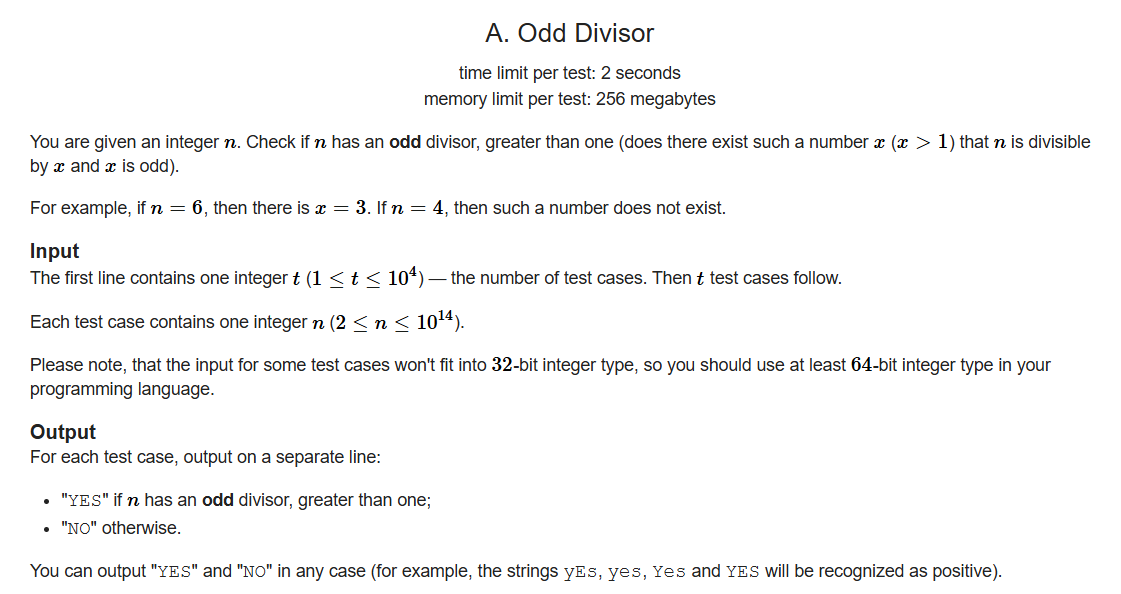 A. Odd Divisor
time limit per test: 2 seconds
memory limit per test: 256 megabytes
You are given an integer n. Check if n has an odd divisor, greater than one (does there exist such a number x (x > 1) that n is divisible
by x and x is odd).
For example, if n = 6, then there is x = 3. If n = 4, then such a number does not exist.
Input
The first line contains one integer t (1 ≤ t ≤ 10⁴) — the number of test cases. Then t test cases follow.
Each test case contains one integer n (2 ≤ n ≤ 10¹⁴).
Please note, that the input for some test cases won't fit into 32-bit integer type, so you should use at least 64-bit integer type in your
programming language.
Output
For each test case, output on a separate line:
• "YES" if n has an odd divisor, greater than one;
• "NO" otherwise.
You can output "YES" and "NO" in any case (for example, the strings yEs, yes, Yes and YES will be recognized as positive).